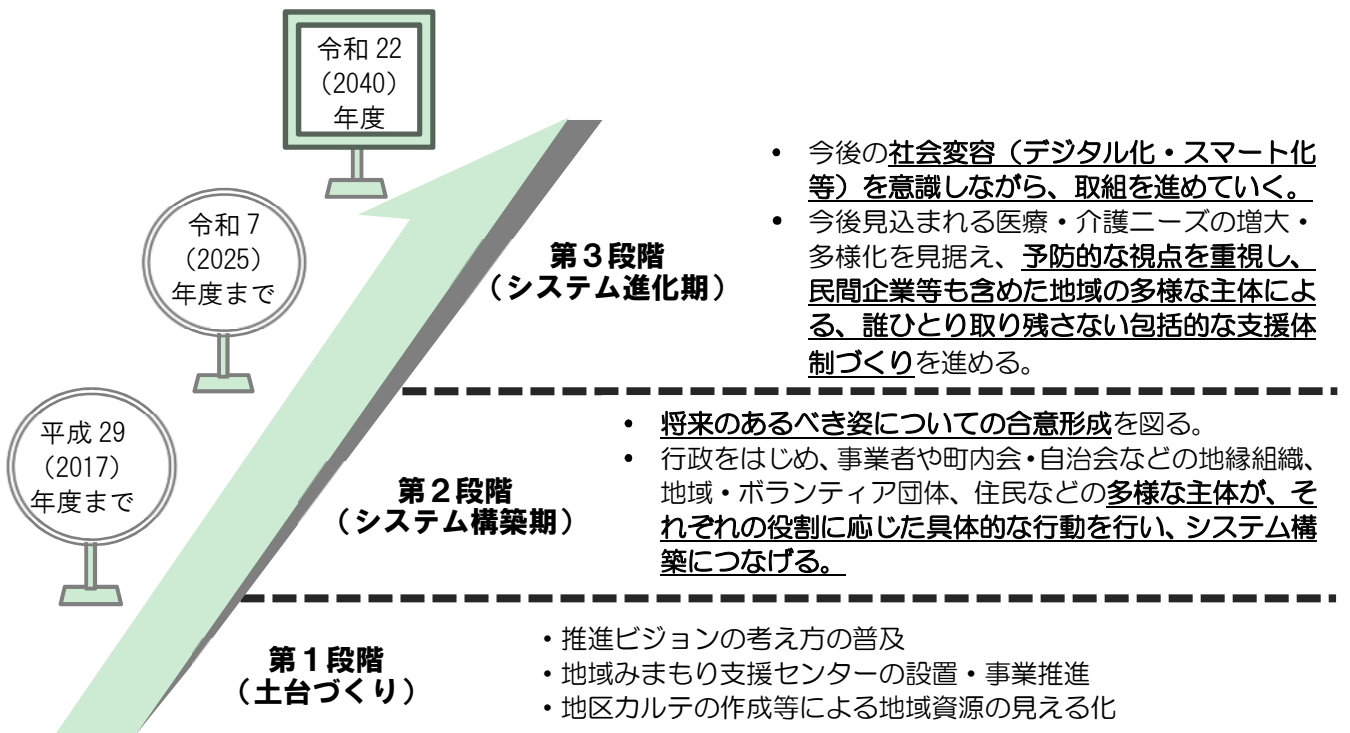 令和 22
（2040）
年度
令和 7
（2025）
年度まで
平成 29
（2017）
年度まで
第３段階
（システム進化期）
• 今後の社会変容（デジタル化・スマート化
等）を意識しながら、取組を進めていく。
• 今後見込まれる医療・介護ニーズの増大・
多様化を見据え、予防的な視点を重視し、
民間企業等も含めた地域の多様な主体によ
る、誰ひとり取り残さない包括的な支援体
制づくりを進める。
第２段階
（システム構築期）
• 将来のあるべき姿についての合意形成を図る。
• 行政をはじめ、事業者や町内会・自治会などの地縁組織、
地域・ボランティア団体、住民などの多様な主体が、そ
れぞれの役割に応じた具体的な行動を行い、システム構
築につなげる。
第１段階
（土台づくり）
・推進ビジョンの考え方の普及
・地域みまもり支援センターの設置・事業推進
・地区カルテの作成等による地域資源の見える化